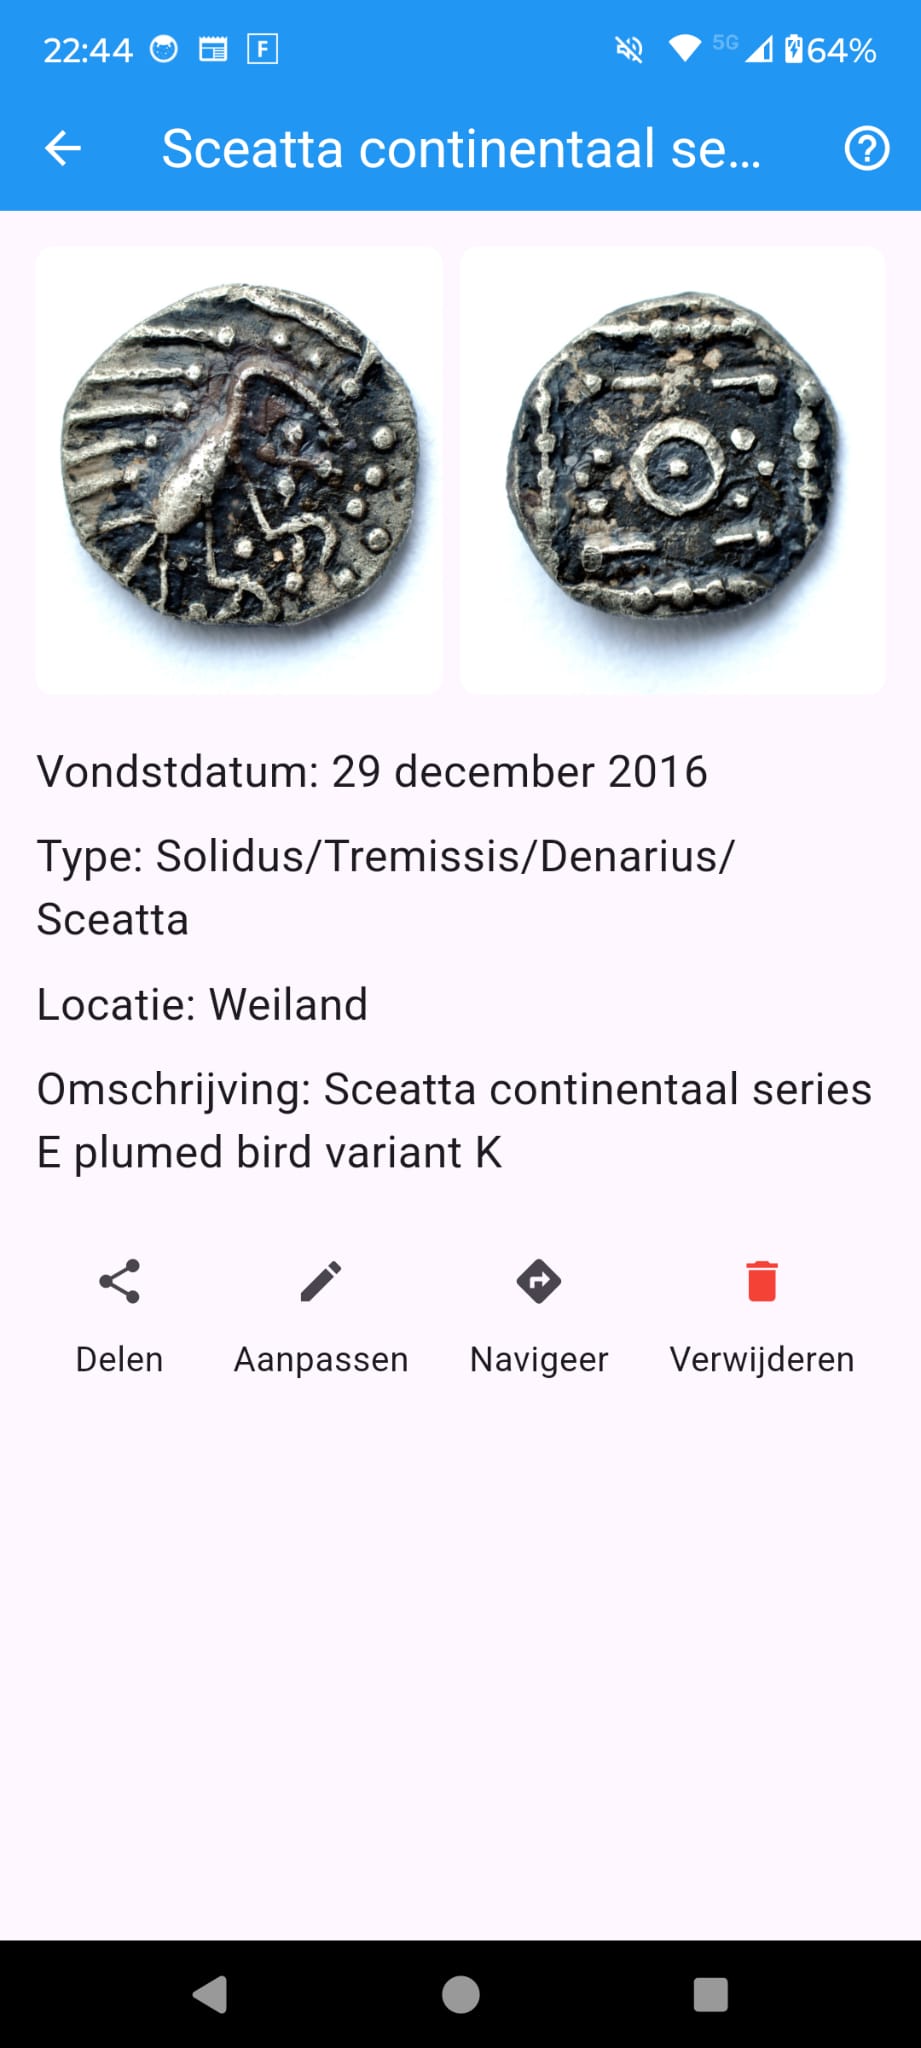 22:44 F 5G 64%
Sceatta continentaal se...
Vondstdatum: 29 december 2016
Type: Solidus/Tremissis/Denarius/
Sceatta
Locatie: Weiland
Omschrijving: Sceatta continentaal series
E plumed bird variant K
Delen Aanpassen Navigeer Verwijderen